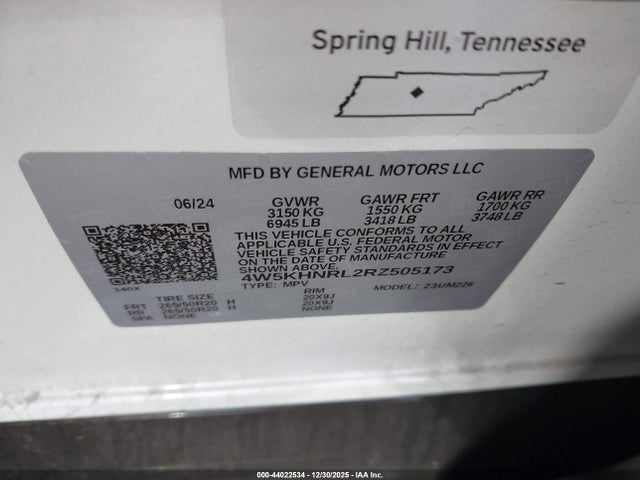 Spring Hill, Tennessee
MFD BY GENERAL MOTORS LLC
06/24 GVWR GAWR FRT GAWR RR
3150 KG 1550 KG 1700 KG
6945 LB 3418 LB 3748 LB
THIS VEHICLE CONFORMS TO ALL
APPLICABLE U.S. FEDERAL MOTOR
VEHICLE SAFETY STANDARDS IN EFFECT
ON THE DATE OF MANUFACTURE
SHOWN ABOVE.
4W5KHNRL2RZ505173
TYPE: MPV MODEL: 23UM226
TIRE SIZE RIM
FRT 265/50R20 H 20X9J
RR 265/50R20 H 20X9J
SPA NONE NONE
000-44022534 - 12/30/2025 - IAA Inc.